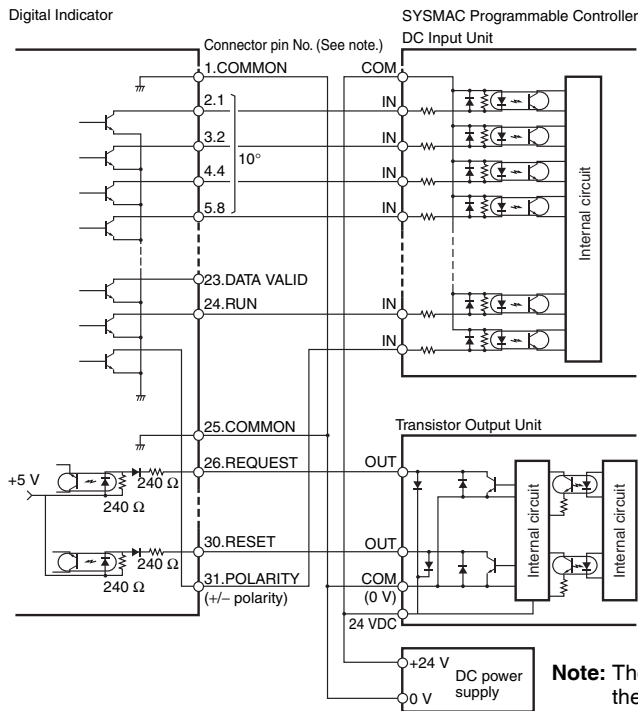 Digital Indicator
SYSMAC Programmable Controller
DC Input Unit
Connector pin No. (See note.)
1.COMMON
COM
2.1
IN
3.2
IN
10°
4.4
IN
5.8
IN
Internal circuit
23.DATA VALID
24.RUN
IN
IN
25.COMMON
Transistor Output Unit
26.REQUEST
OUT
+5 V
240 Ω
240 Ω
Internal circuit
Internal circuit
30.RESET
OUT
240 Ω
240 Ω
31.POLARITY
(+/− polarity)
COM
(0 V)
24 VDC
+24 V
DC power
supply
0 V
Note: The
the